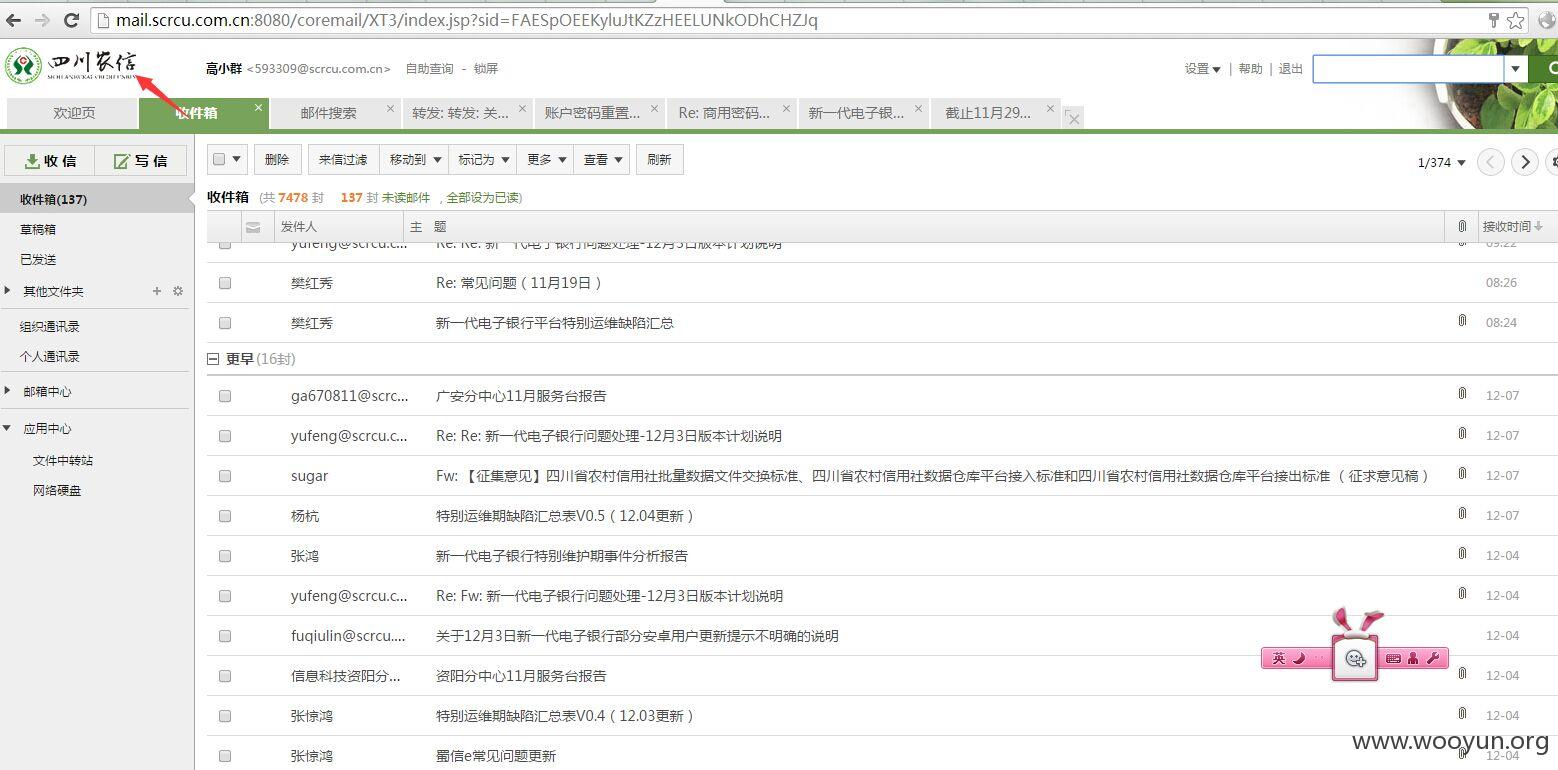 mail.scrcu.com.cn:8080/coremail/XT3/index.jsp?sid=FAESpOEEKyluJtKZzHEELUNkODhCHZJq
四川农信
高小群 <593309@scrcu.com.cn> 自助查询 - 锁屏
设置 | 帮助 | 退出
欢迎页 收件箱 邮件搜索 转发: 转发: 关... 账户密码重置... Re: 商用密码... 新一代电子银... 截止11月29...
收信 写信
删除 来信过滤 移动到 标记为 更多 查看 刷新
1/374
收件箱(137)
草稿箱
已发送
其他文件夹
组织通讯录
个人通讯录
邮箱中心
应用中心
文件中转站
网络硬盘
收件箱 (共 7478 封 137 封 未读邮件 , 全部设为已读)
发件人 主 题 接收时间
yufeng@scrcu.c... Re: Re: 新一代电子银行问题处理-12月3日版本计划说明 09:22
樊红秀 Re: 常见问题（11月19日） 08:26
樊红秀 新一代电子银行平台特别运维缺陷汇总 08:24
更早 (16封)
ga670811@scrc... 广安分中心11月服务台报告 12-07
yufeng@scrcu.c... Re: Re: 新一代电子银行问题处理-12月3日版本计划说明 12-07
sugar Fw: 【征集意见】四川省农村信用社批量数据文件交换标准、四川省农村信用社数据仓库平台接入标准和四川省农村信用社数据仓库平台接出标准 （征求意见稿） 12-07
杨杭 特别运维期缺陷汇总表V0.5（12.04更新） 12-07
张鸿 新一代电子银行特别维护期事件分析报告 12-04
yufeng@scrcu.c... Re: Fw: 新一代电子银行问题处理-12月3日版本计划说明 12-04
fuqiulin@scrcu.... 关于12月3日新一代电子银行部分安卓用户更新提示不明确的说明 12-04
信息科技资阳分... 资阳分中心11月服务台报告 12-04
张惊鸿 特别运维期缺陷汇总表V0.4（12.03更新） 12-04
张惊鸿 蜀信e常见问题更新 12-04
英
www.wooyun.org